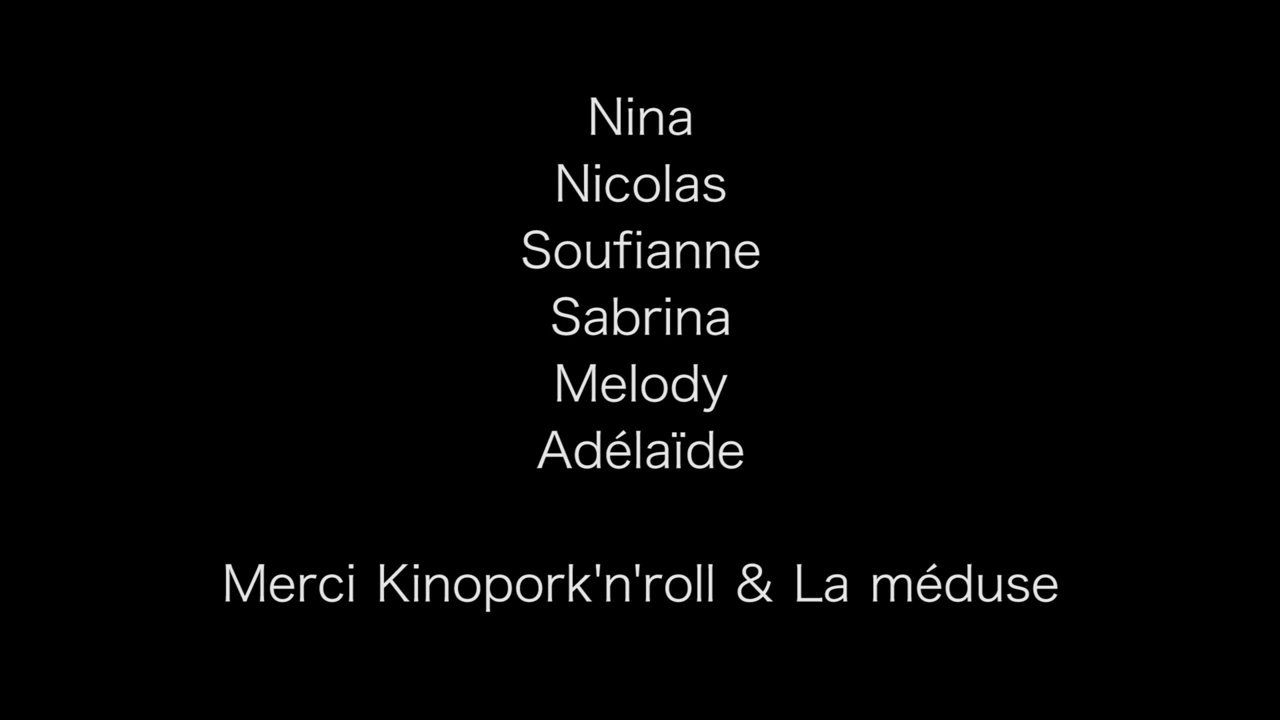 Nina
Nicolas
Soufianne
Sabrina
Melody
Adélaïde
Merci Kinopork'n'roll & La méduse